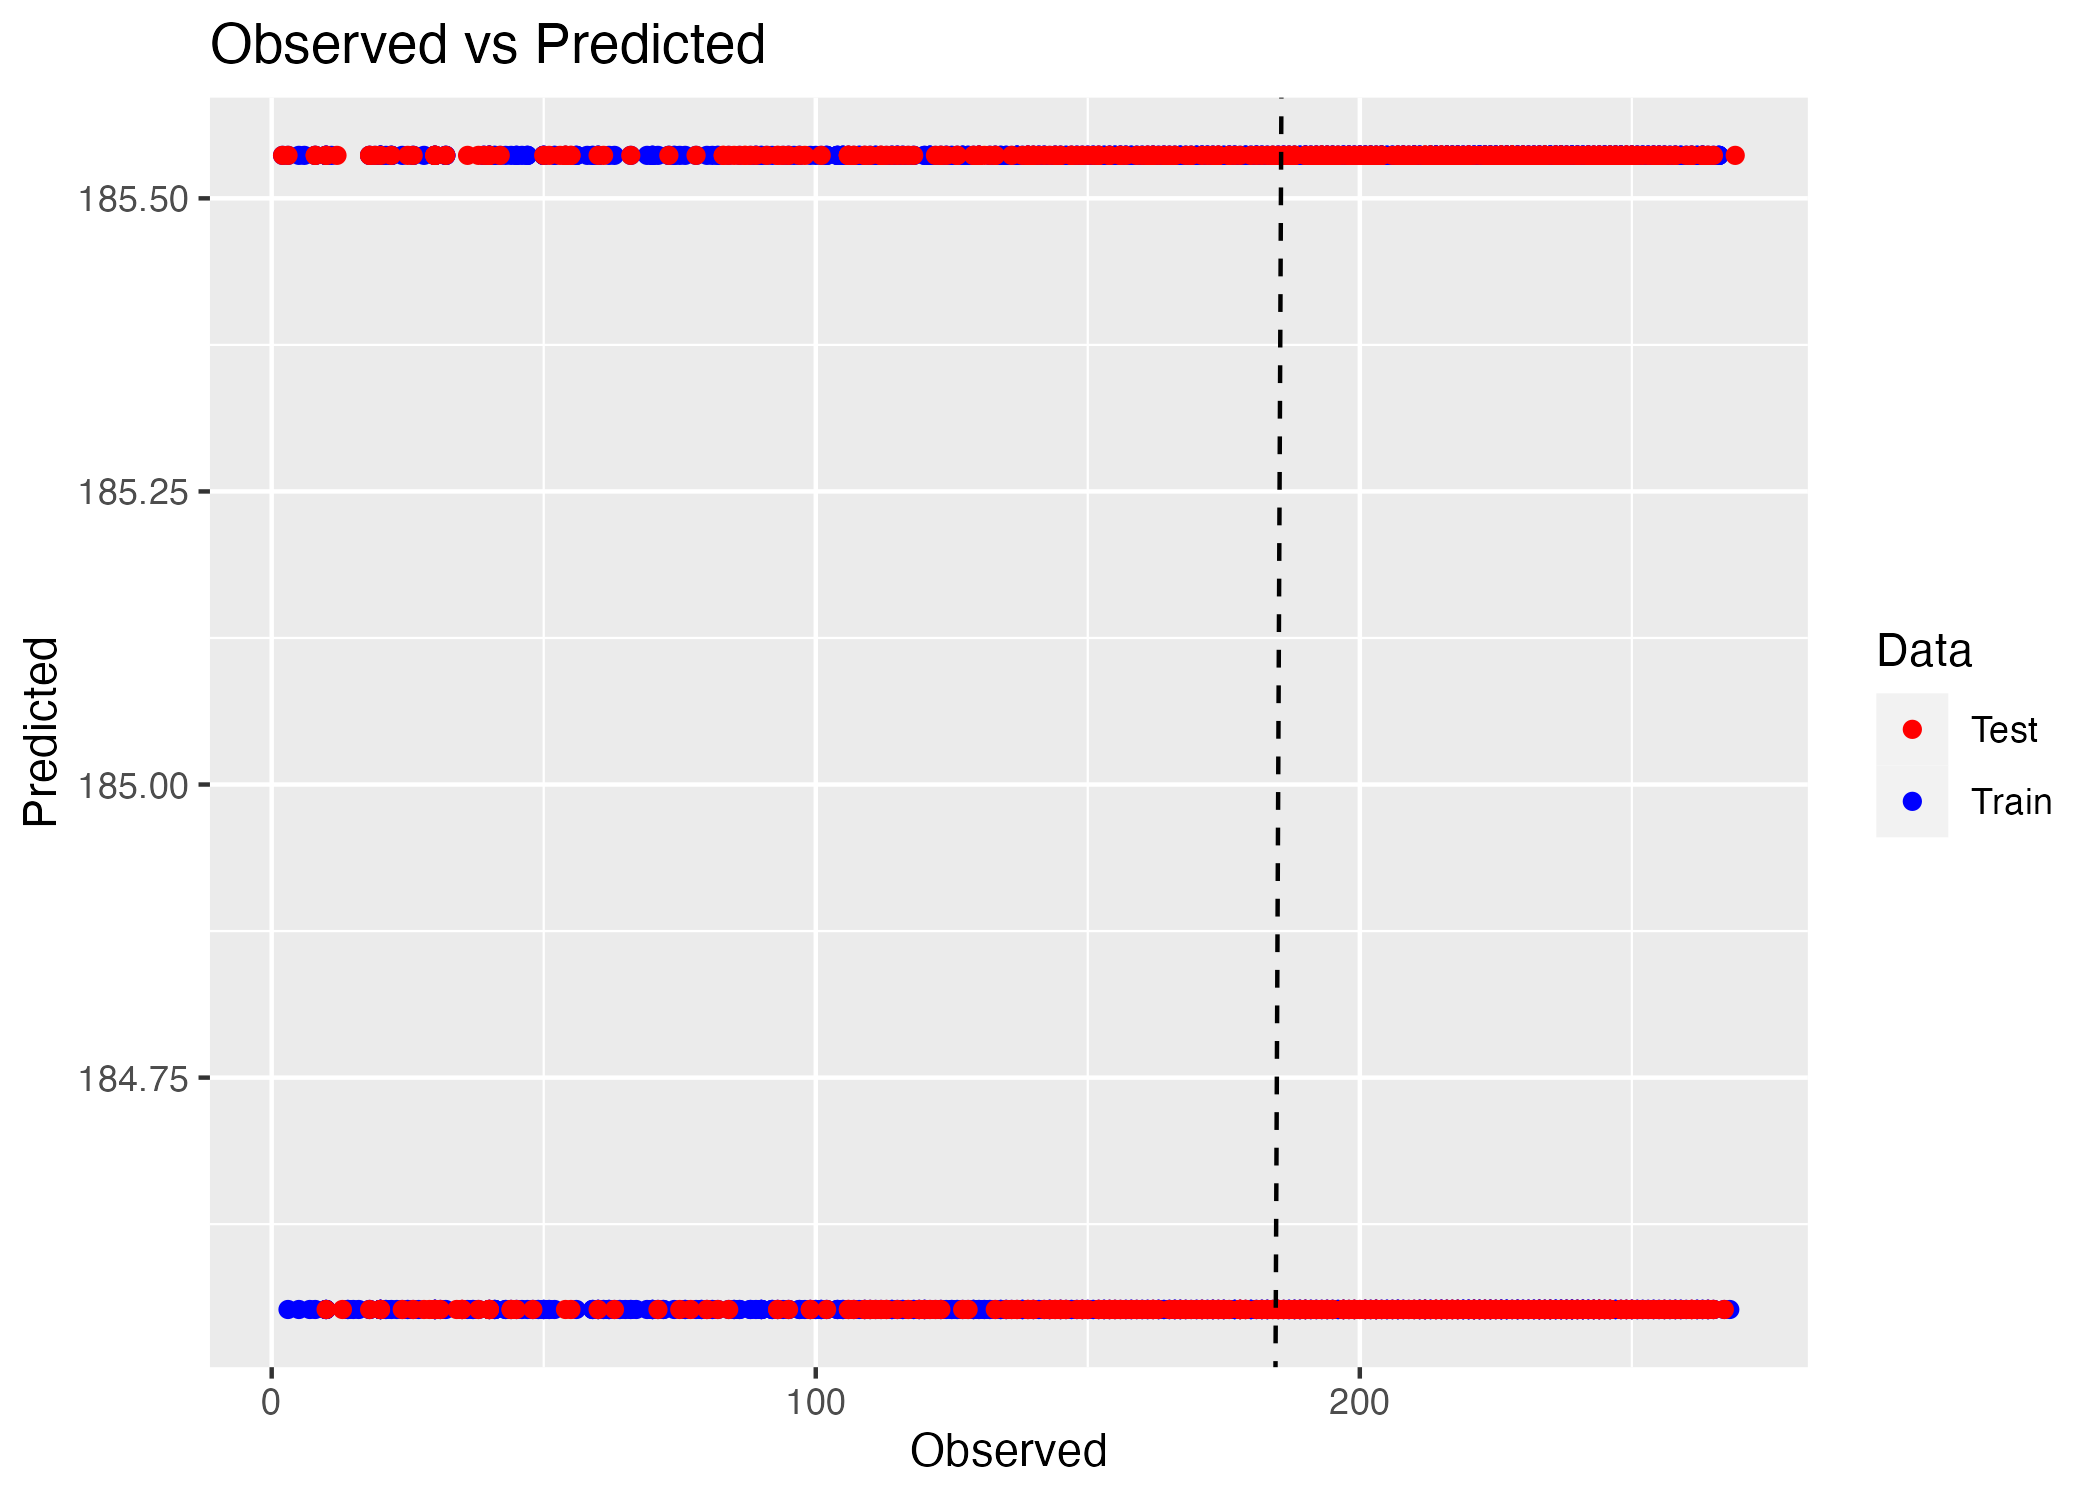 Observed vs Predicted
185.50
185.25
185.00
184.75
Predicted
0 100 200
Observed
Data
Test
Train